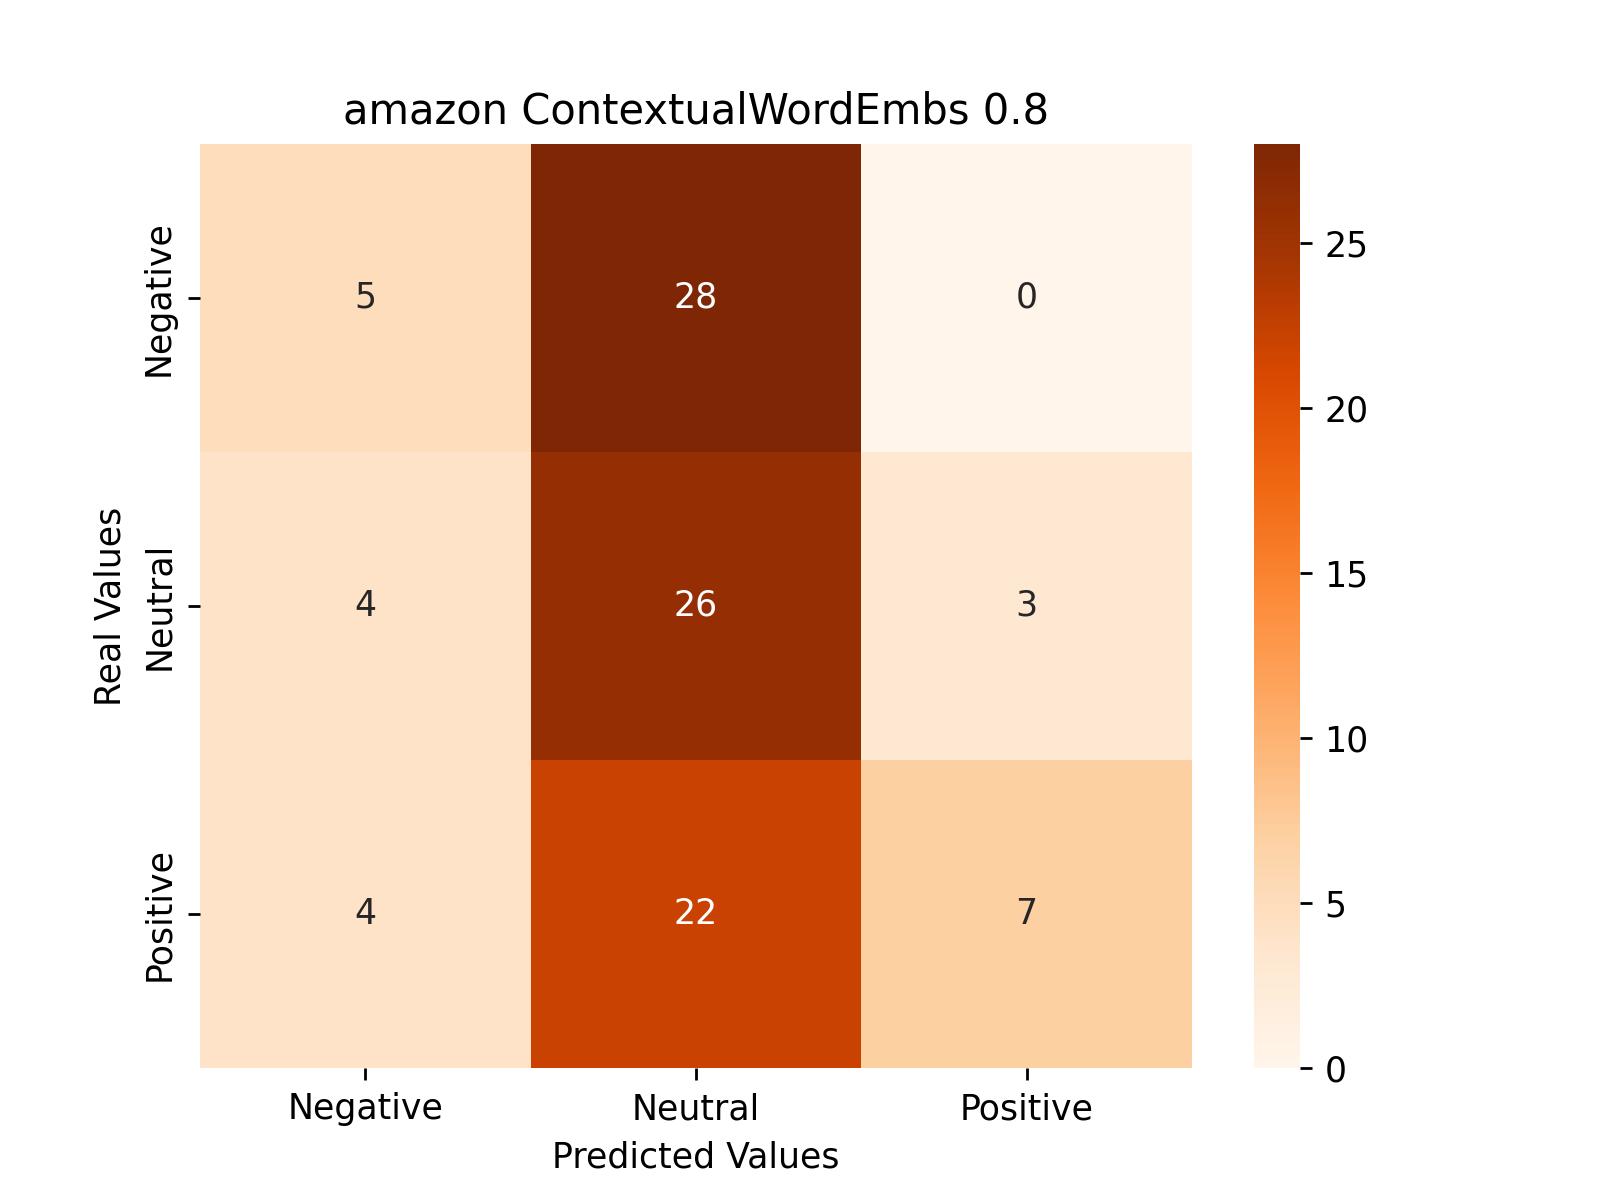 amazon ContextualWordEmbs 0.8
Real Values
Negative
5 28 0
Neutral
4 26 3
Positive
4 22 7
Negative Neutral Positive
Predicted Values
25
20
15
10
5
0